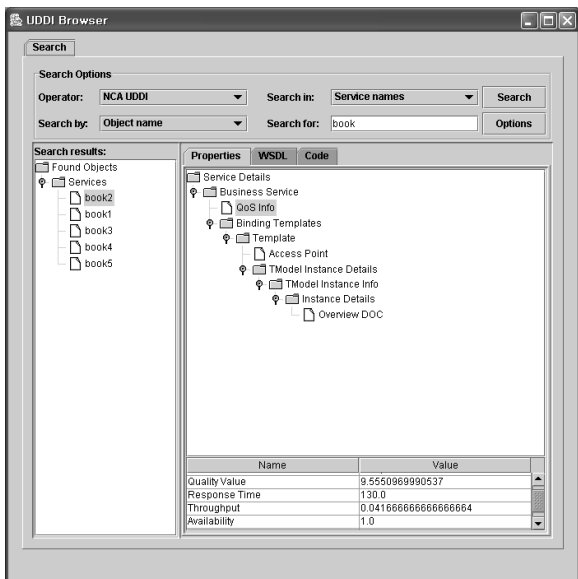 UDDI Browser
Search
Search Options
Operator: NCA UDDI Search in: Service names Search
Search by: Object name Search for: book Options
Search results:
Found Objects
Services
book2
book1
book3
book4
book5
Properties WSDL Code
Service Details
Business Service
QoS Info
Binding Templates
Template
Access Point
TModel Instance Details
TModel Instance Info
Instance Details
Overview DOC
Name Value
Quality Value 9.5550969990537
Response Time 130.0
Throughput 0.041666666666666664
Availability 1.0